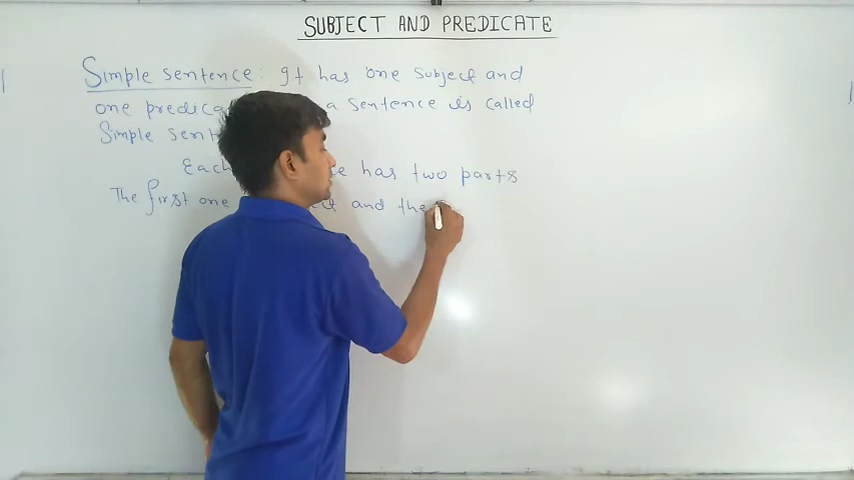 SUBJECT AND PREDICATE
Simple sentence: It has one subject and
one predica a sentence is called
Simple sent
Each has two parts
The first one and the